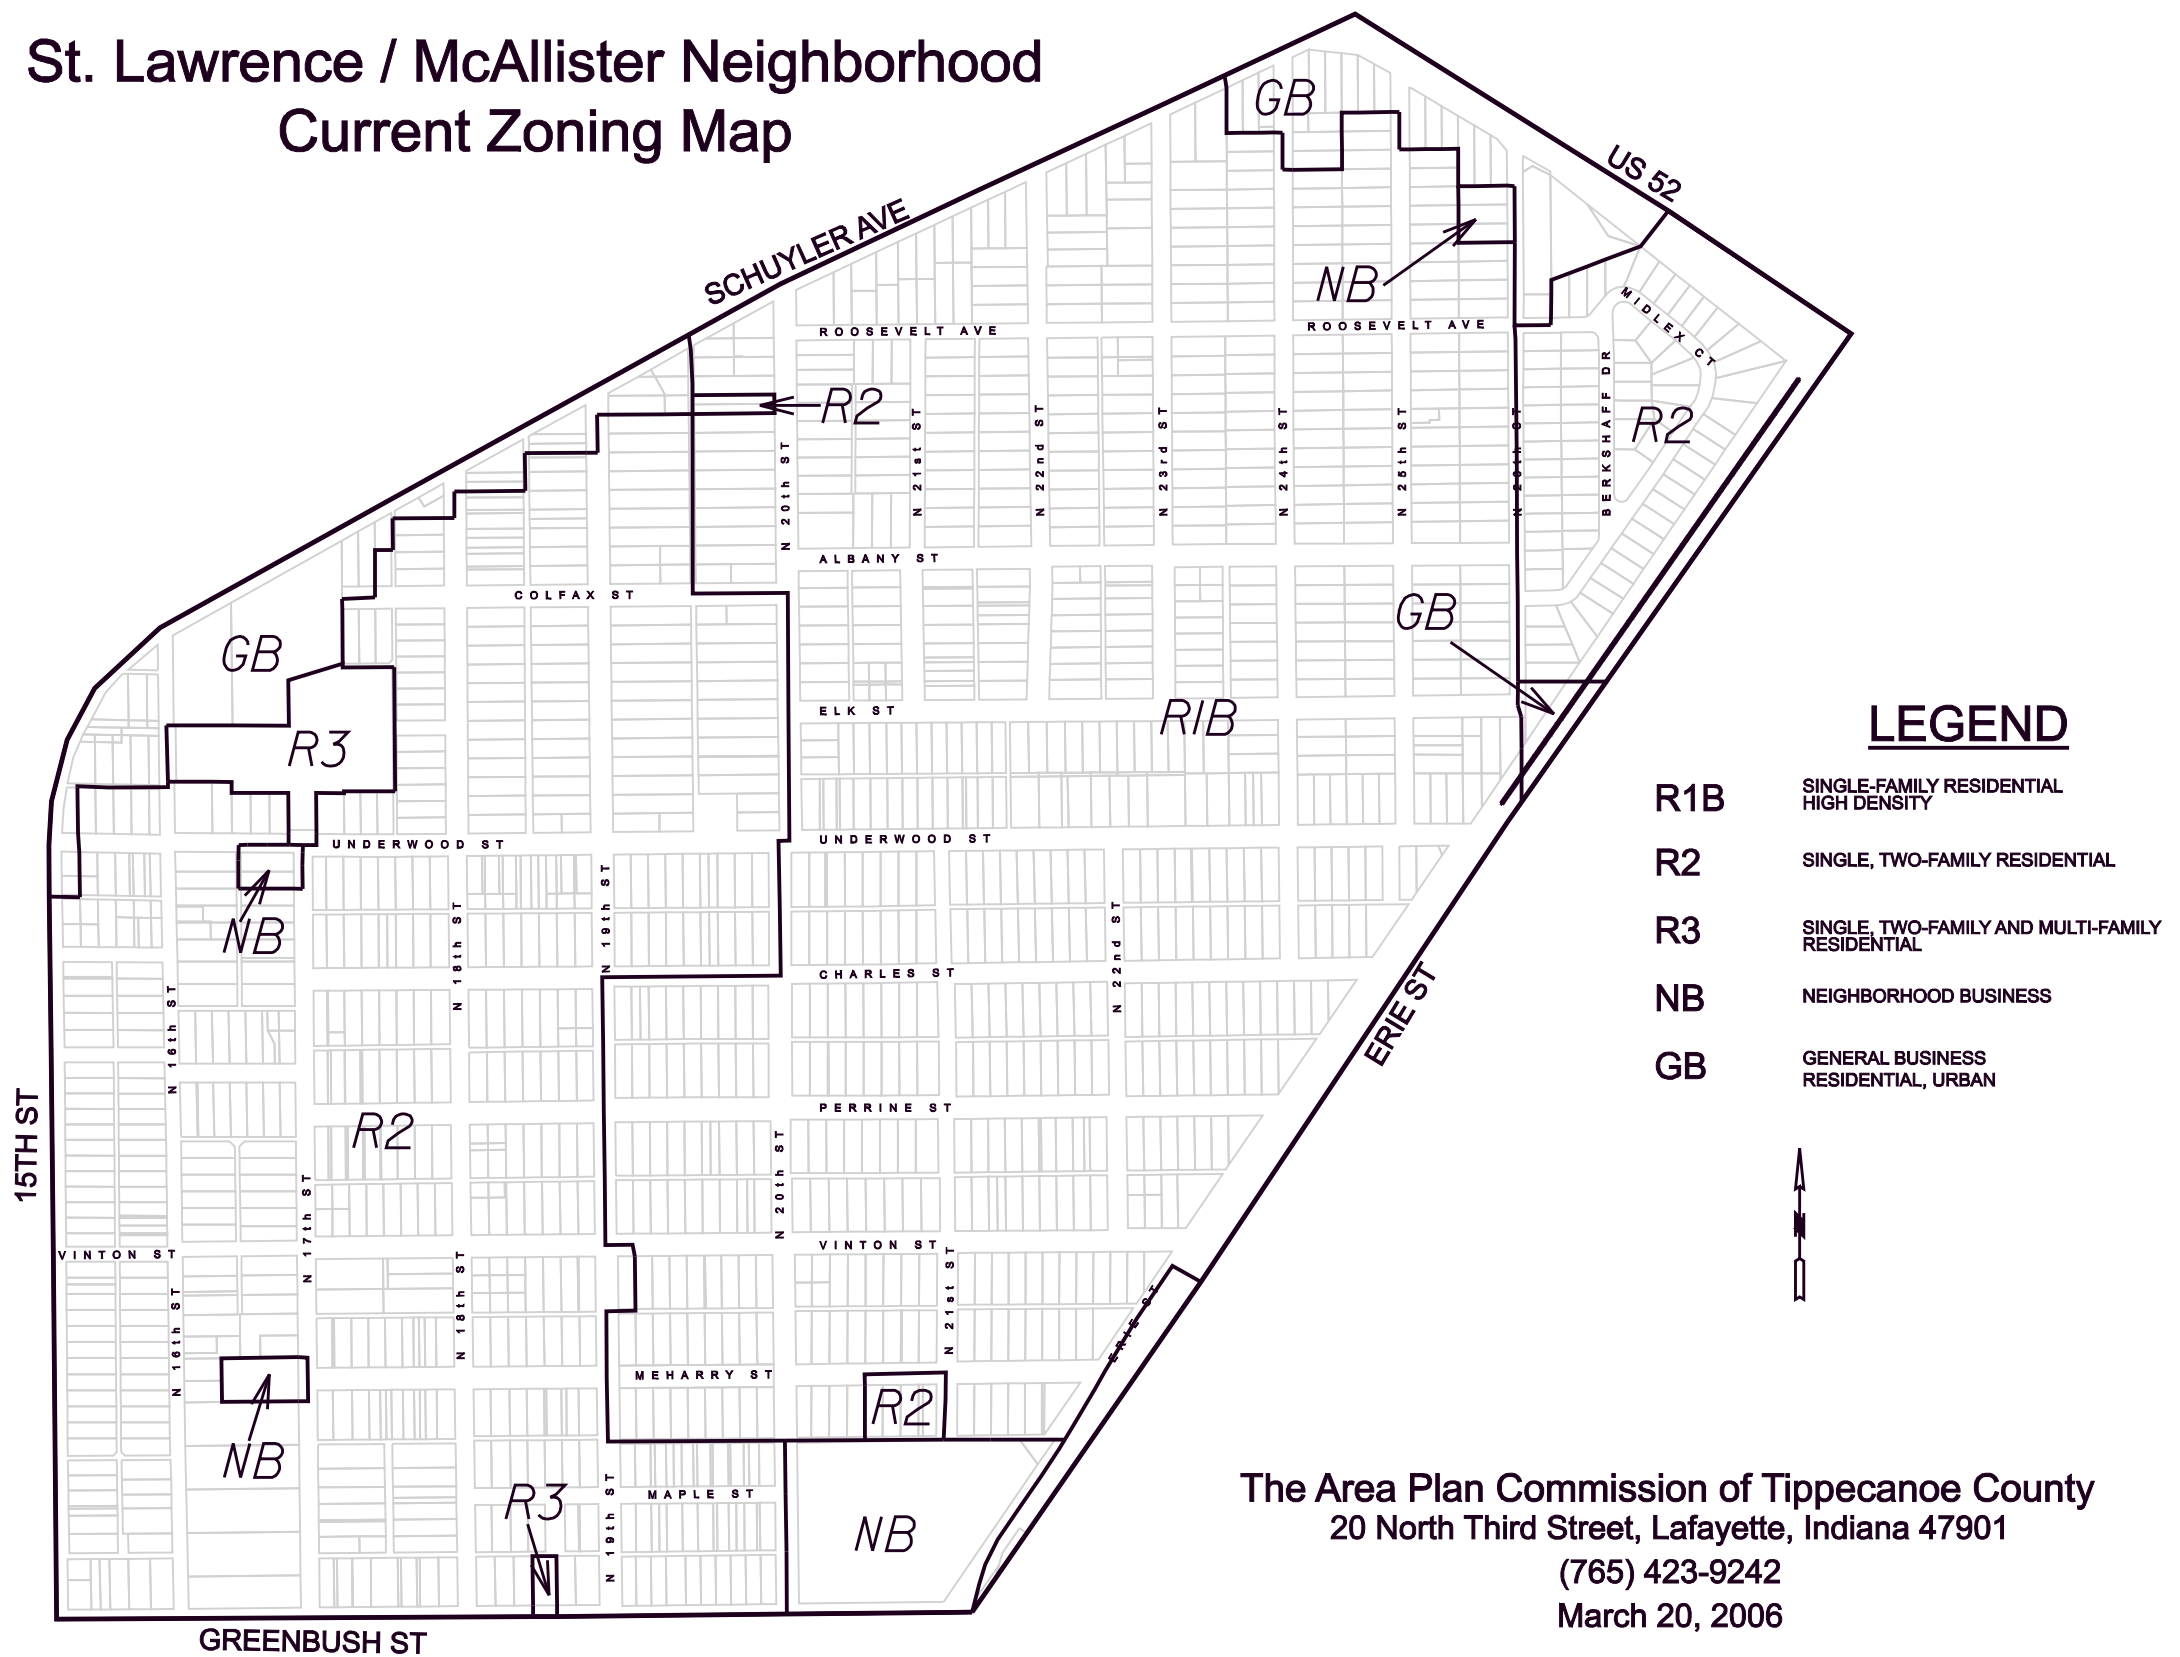 St. Lawrence / McAllister Neighborhood
Current Zoning Map
GB
US 52
SCHUYLER AVE
NB
MIDLEX CT
ROOSEVELT AVE
ROOSEVELT AVE
R2
R2
BERKSHAFF DR
N 20th ST
N 21st ST
N 22nd ST
N 23rd ST
N 24th ST
N 25th ST
N 26th ST
ALBANY ST
COLFAX ST
GB
GB
R1B
ELK ST
R3
UNDERWOOD ST
UNDERWOOD ST
NB
N 18th ST
N 19th ST
N 22nd ST
CHARLES ST
N 16th ST
ERIE ST
15TH ST
R2
PERRINE ST
N 17th ST
N 20th ST
VINTON ST
VINTON ST
N 16th ST
N 18th ST
N 21st ST
ERIE ST
MEHARRY ST
R2
NB
R3
MAPLE ST
N 19th ST
NB
GREENBUSH ST
LEGEND
R1B SINGLE-FAMILY RESIDENTIAL
HIGH DENSITY
R2 SINGLE, TWO-FAMILY RESIDENTIAL
R3 SINGLE, TWO-FAMILY AND MULTI-FAMILY
RESIDENTIAL
NB NEIGHBORHOOD BUSINESS
GB GENERAL BUSINESS
RESIDENTIAL, URBAN
N
The Area Plan Commission of Tippecanoe County
20 North Third Street, Lafayette, Indiana 47901
(765) 423-9242
March 20, 2006